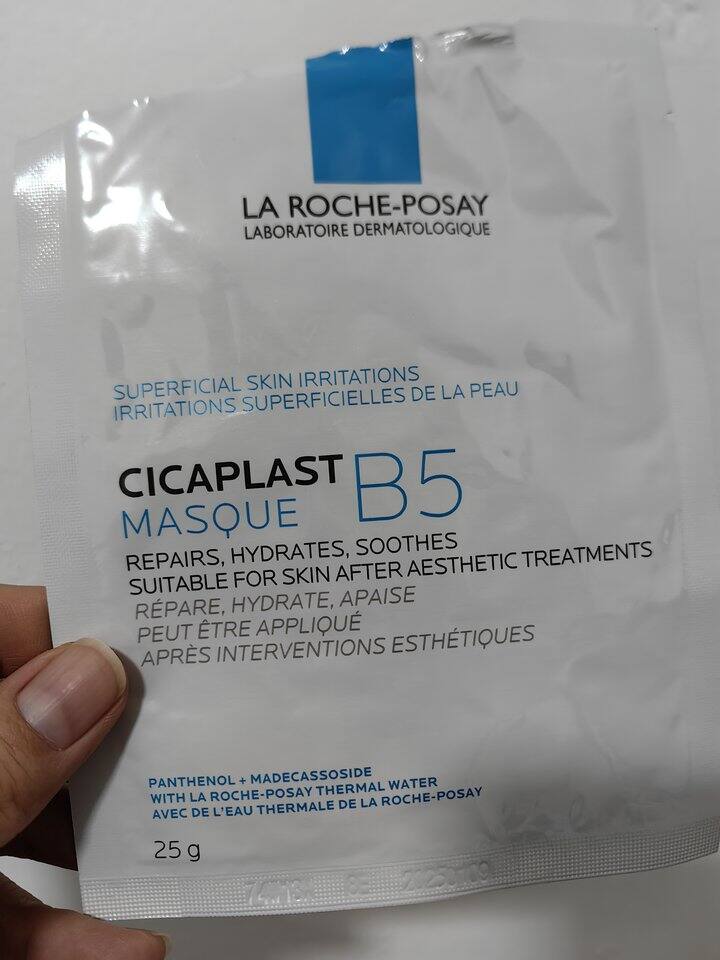 LA ROCHE-POSAY
LABORATOIRE DERMATOLOGIQUE
SUPERFICIAL SKIN IRRITATIONS
IRRITATIONS SUPERFICIELLES DE LA PEAU
CICAPLAST B5
MASQUE
REPAIRS, HYDRATES, SOOTHES
SUITABLE FOR SKIN AFTER AESTHETIC TREATMENTS
RÉPARE, HYDRATE, APAISE
PEUT ÊTRE APPLIQUÉ
APRÈS INTERVENTIONS ESTHÉTIQUES
PANTHENOL + MADECASSOSIDE
WITH LA ROCHE-POSAY THERMAL WATER
AVEC DE L'EAU THERMALE DE LA ROCHE-POSAY
25 g